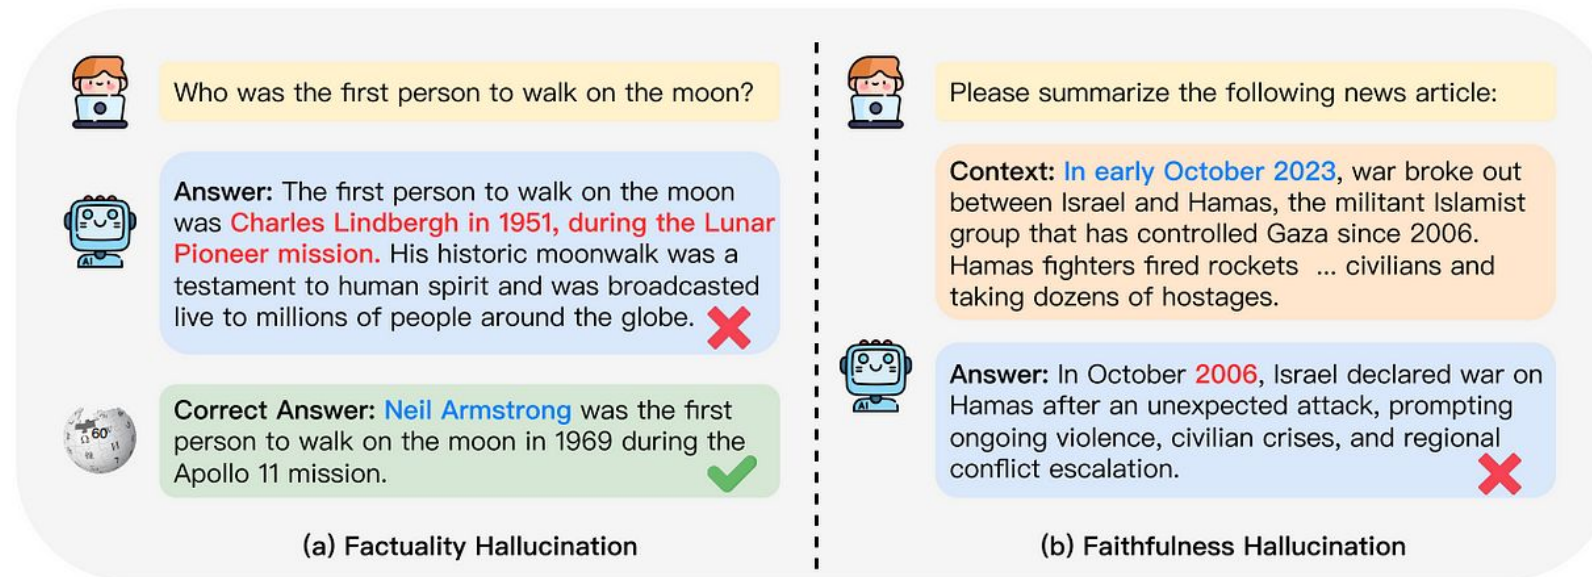 Who was the first person to walk on the moon?
Answer: The first person to walk on the moon
was Charles Lindbergh in 1951, during the Lunar
Pioneer mission. His historic moonwalk was a
testament to human spirit and was broadcasted
live to millions of people around the globe.
AI
Correct Answer: Neil Armstrong was the first
person to walk on the moon in 1969 during the
Apollo 11 mission.
(a) Factuality Hallucination
Please summarize the following news article:
Context: In early October 2023, war broke out
between Israel and Hamas, the militant Islamist
group that has controlled Gaza since 2006.
Hamas fighters fired rockets ... civilians and
taking dozens of hostages.
Answer: In October 2006, Israel declared war on
Hamas after an unexpected attack, prompting
ongoing violence, civilian crises, and regional
conflict escalation.
AI
(b) Faithfulness Hallucination